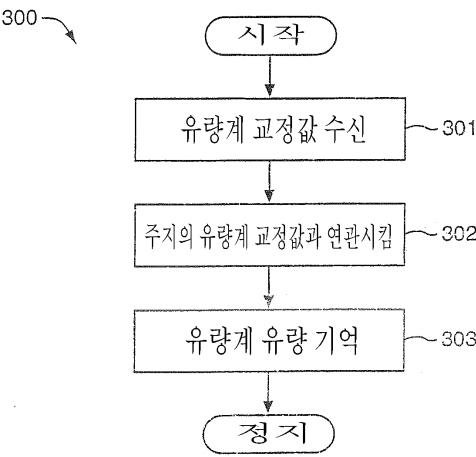 300
시작
유량계 교정값 수신
301
주지의 유량계 교정값과 연관시킴
302
유량계 유량 기억
303
정지